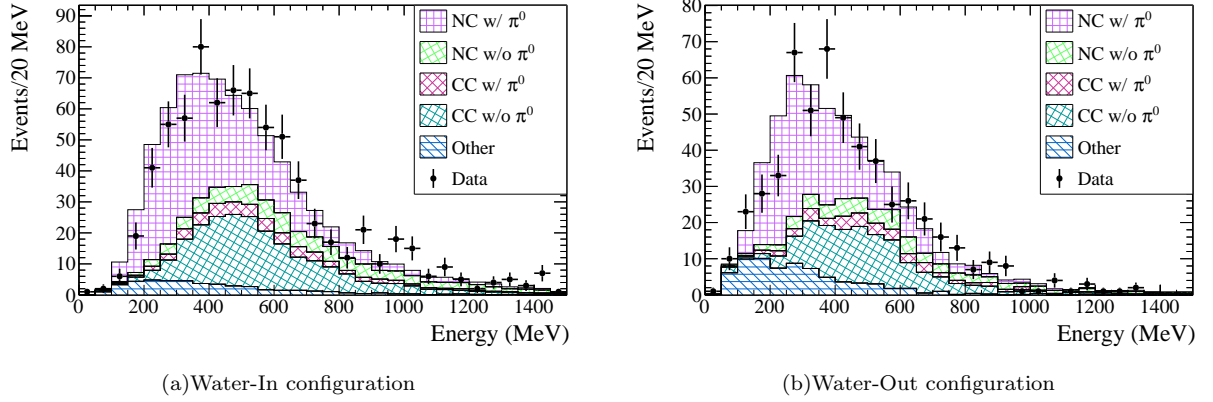 Events/20 MeV
90
80
70
60
50
40
30
20
10
0
0 200 400 600 800 1000 1200 1400
Energy (MeV)
NC w/ π⁰
NC w/o π⁰
CC w/ π⁰
CC w/o π⁰
Other
Data
(a)Water-In configuration
Events/20 MeV
80
70
60
50
40
30
20
10
0
0 200 400 600 800 1000 1200 1400
Energy (MeV)
NC w/ π⁰
NC w/o π⁰
CC w/ π⁰
CC w/o π⁰
Other
Data
(b)Water-Out configuration